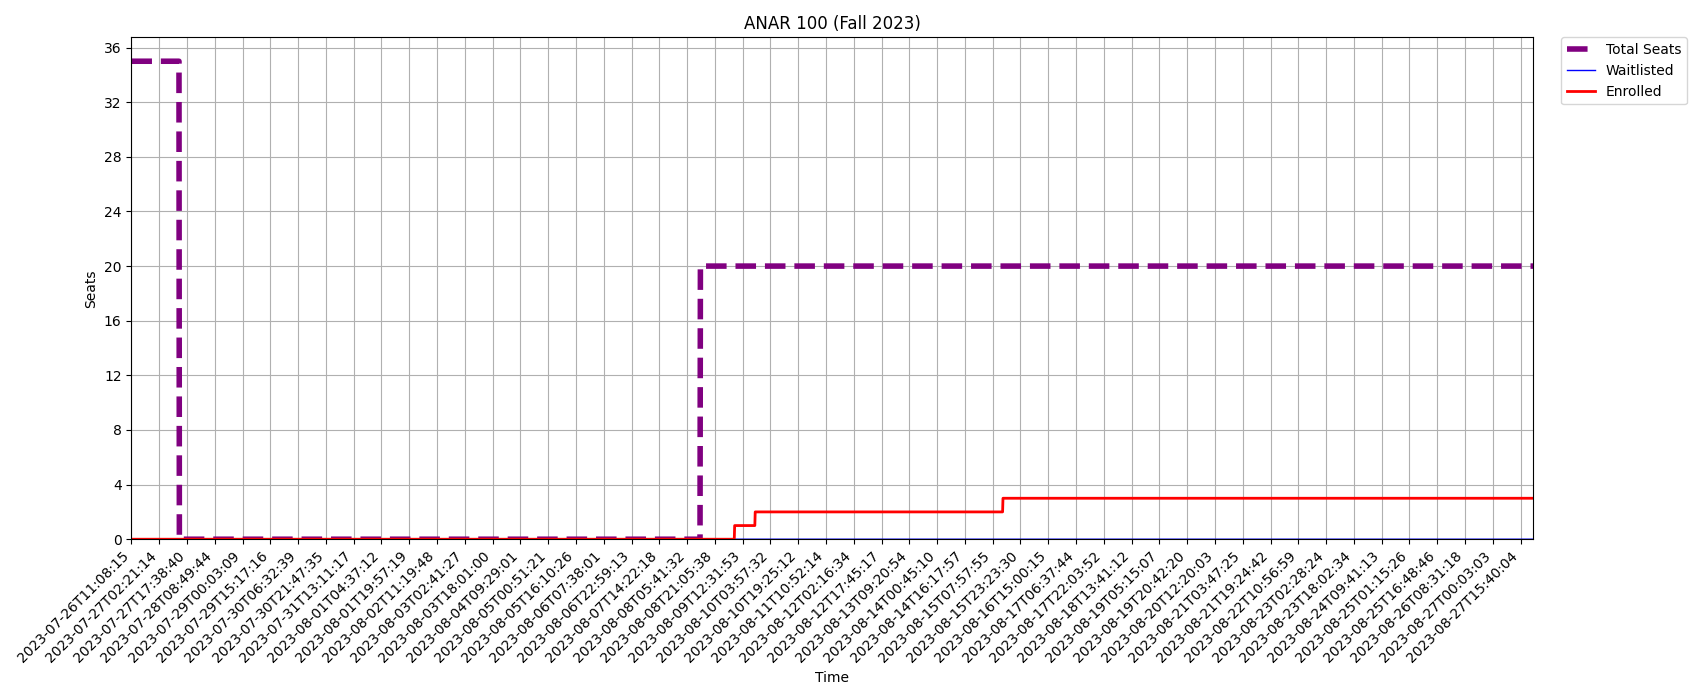 ANAR 100 (Fall 2023)
Total Seats
Waitlisted
Enrolled
36
32
28
24
20
16
12
8
4
0
Seats
2023-07-26T11:08:15
2023-07-27T02:21:14
2023-07-27T17:38:40
2023-07-28T08:49:44
2023-07-29T00:03:09
2023-07-29T15:17:16
2023-07-30T06:32:39
2023-07-30T21:47:35
2023-07-31T13:11:17
2023-08-01T04:37:12
2023-08-01T19:57:19
2023-08-02T11:19:48
2023-08-03T02:41:27
2023-08-03T18:01:00
2023-08-04T09:29:01
2023-08-05T00:51:21
2023-08-05T16:10:26
2023-08-06T07:38:01
2023-08-06T22:59:13
2023-08-07T14:22:18
2023-08-08T05:41:32
2023-08-08T21:05:38
2023-08-09T12:31:53
2023-08-10T03:57:32
2023-08-10T19:25:12
2023-08-11T10:52:14
2023-08-12T02:16:34
2023-08-12T17:45:17
2023-08-13T09:20:54
2023-08-14T00:45:10
2023-08-14T16:17:57
2023-08-15T07:57:55
2023-08-15T23:23:30
2023-08-16T15:00:15
2023-08-17T06:37:44
2023-08-17T22:03:52
2023-08-18T13:41:12
2023-08-19T05:15:07
2023-08-19T20:42:20
2023-08-20T12:20:03
2023-08-21T03:47:25
2023-08-21T19:24:42
2023-08-22T10:56:59
2023-08-23T02:28:24
2023-08-23T18:02:34
2023-08-24T09:41:13
2023-08-25T01:15:26
2023-08-25T16:48:46
2023-08-26T08:31:18
2023-08-27T00:03:03
2023-08-27T15:40:04
Time